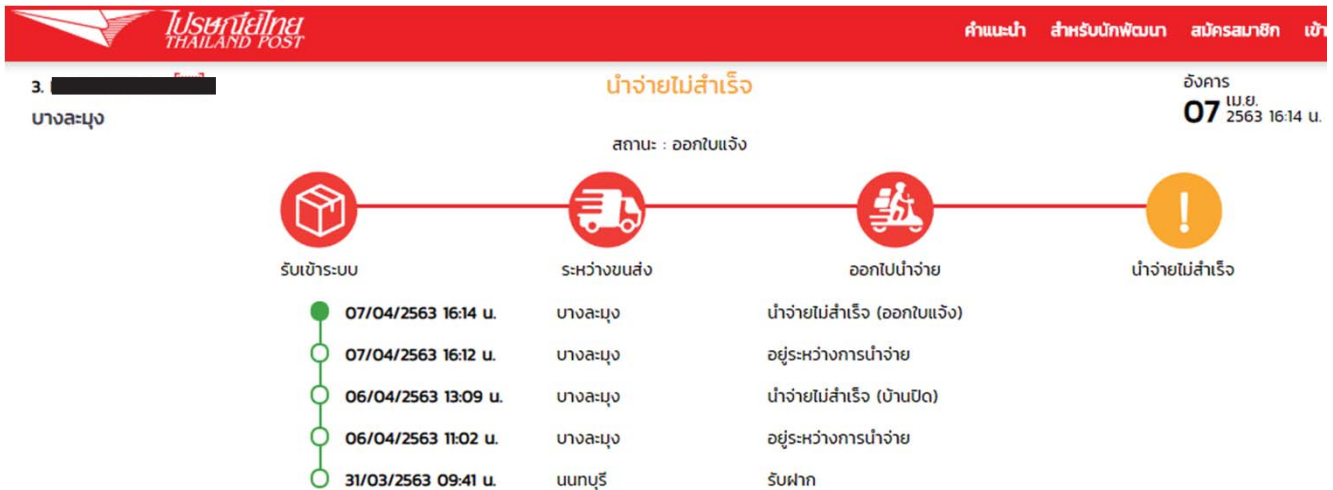 ไปรษณีย์ไทย
THAILAND POST
คำแนะนำ สำหรับนักพัฒนา สมัครสมาชิก
3.
บางละมุง
นำจ่ายไม่สำเร็จ
อังคาร
07 เม.ย. 2563 16:14 น.
สถานะ : ออกใบแจ้ง
รับเข้าระบบ ระหว่างขนส่ง ออกไปนำจ่าย นำจ่ายไม่สำเร็จ
07/04/2563 16:14 น. บางละมุง นำจ่ายไม่สำเร็จ (ออกใบแจ้ง)
07/04/2563 16:12 น. บางละมุง อยู่ระหว่างการนำจ่าย
06/04/2563 13:09 น. บางละมุง นำจ่ายไม่สำเร็จ (บ้านปิด)
06/04/2563 11:02 น. บางละมุง อยู่ระหว่างการนำจ่าย
31/03/2563 09:41 น. นนทบุรี รับฝาก